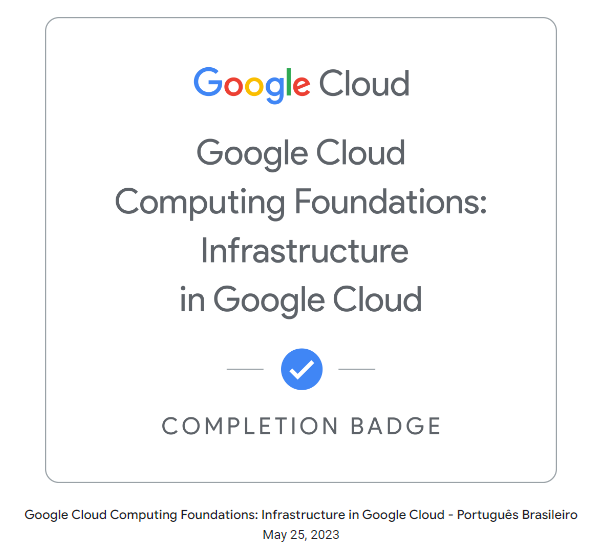 Google Cloud
Google Cloud
Computing Foundations:
Infrastructure
in Google Cloud
COMPLETION BADGE
Google Cloud Computing Foundations: Infrastructure in Google Cloud - Português Brasileiro
May 25, 2023